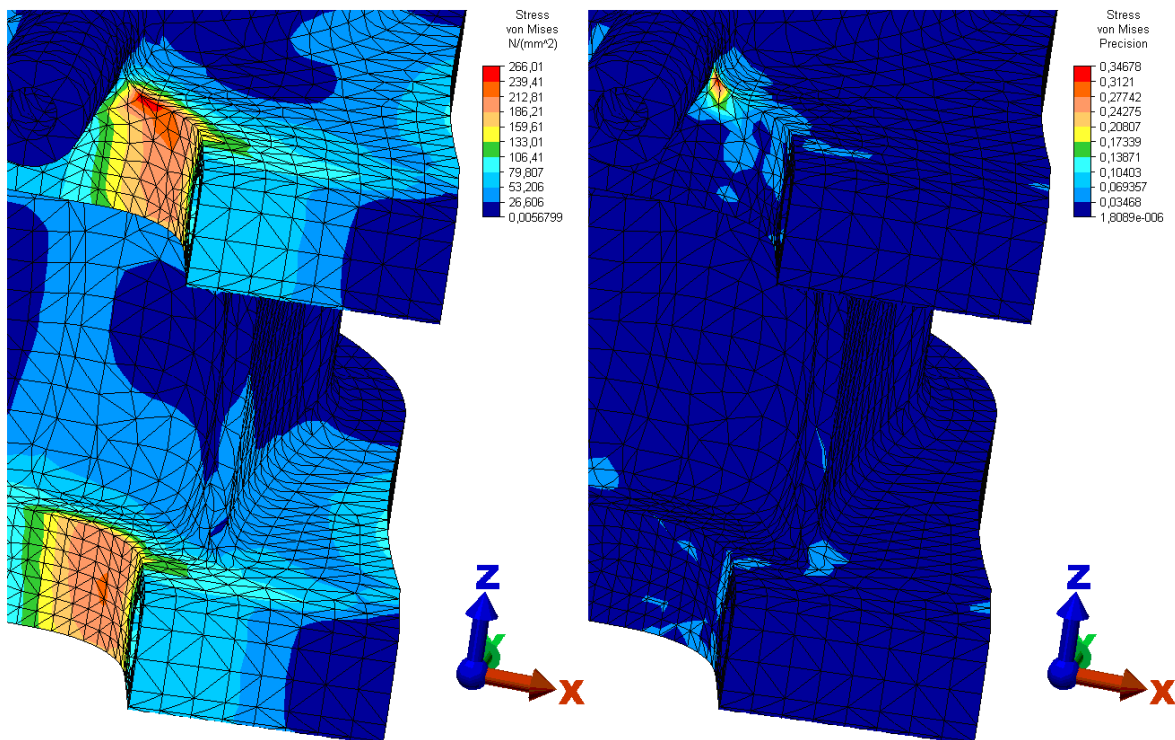 Stress
von Mises
N/(mm^2)
266,01
239,41
212,81
186,21
159,61
133,01
106,41
79,807
53,206
26,606
0,0056799
Z
X
Stress
von Mises
Precision
0,34678
0,3121
0,27742
0,24275
0,20807
0,17339
0,13871
0,10403
0,069357
0,03468
1,8089e-006
Z
X